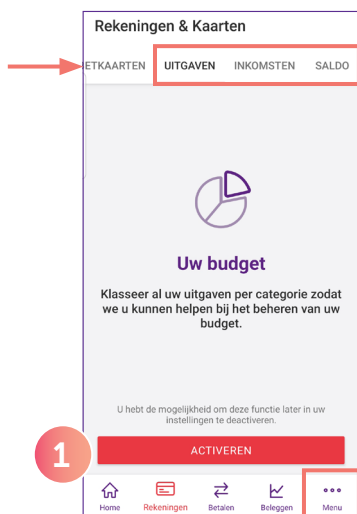 Rekeningen & Kaarten
ETKAARTEN UITGAVEN INKOMSTEN SALDO
Uw budget
Klasseer al uw uitgaven per categorie zodat
we u kunnen helpen bij het beheren van uw
budget.
U hebt de mogelijkheid om deze functie later in uw
instellingen te deactiveren.
1
ACTIVEREN
Home Rekeningen Betalen Beleggen Menu